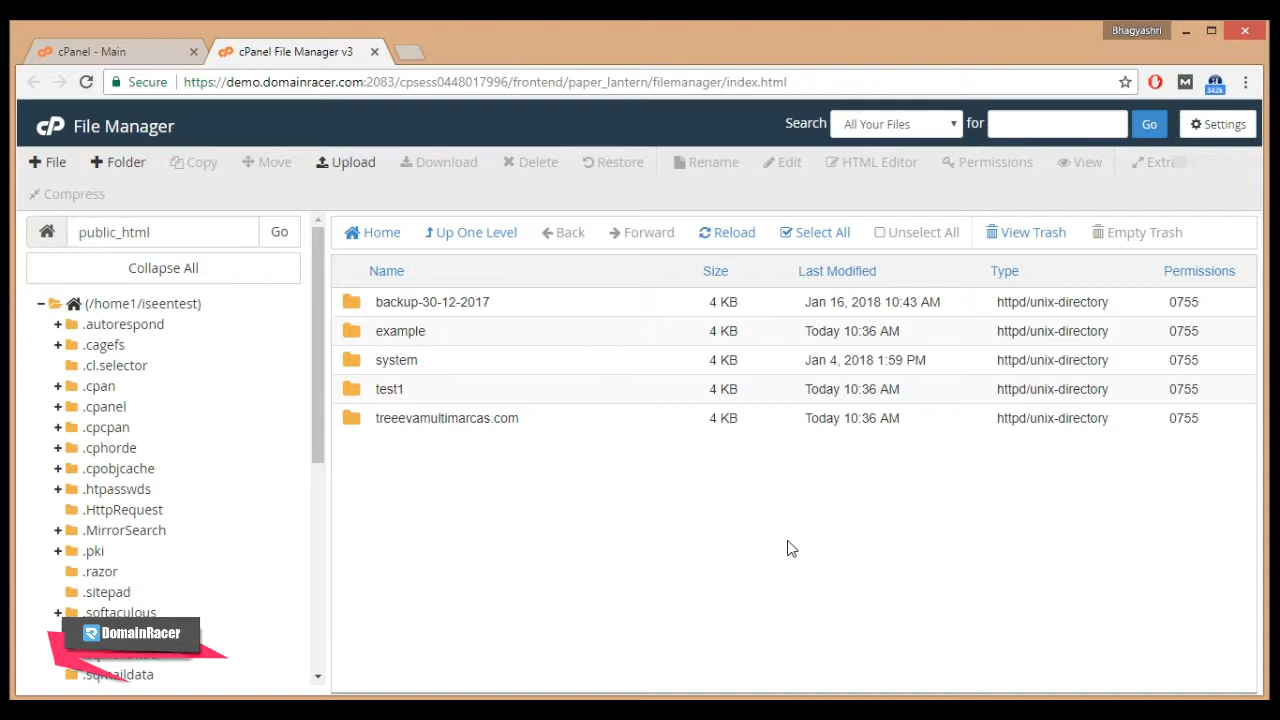 Bhagyashri
cPanel - Main
cPanel File Manager v3
Secure https://demo.domainracer.com:2083/cpsess0448017996/frontend/paper_lantern/filemanager/index.html
342k
cP File Manager
Search All Your Files for Go Settings
File Folder Copy Move Upload Download Delete Restore Rename Edit HTML Editor Permissions View
Compress
public_html Go
Home Up One Level Back Forward Reload Select All Unselect All View Trash Empty Trash
Collapse All
Name Size Last Modified Type Permissions
backup-30-12-2017 4 KB Jan 16, 2018 10:43 AM httpd/unix-directory 0755
example 4 KB Today 10:36 AM httpd/unix-directory 0755
system 4 KB Jan 4, 2018 1:59 PM httpd/unix-directory 0755
test1 4 KB Today 10:36 AM httpd/unix-directory 0755
treeevamultimarcas.com 4 KB Today 10:36 AM httpd/unix-directory 0755
(/home1/iseentest)
.autorespond
.cagefs
.cl.selector
.cpan
.cpanel
.cpcpan
.cphorde
.cpobjcache
.htpasswds
.HttpRequest
.MirrorSearch
.pki
.razor
.sitepad
.softaculous
DomainRacer
.sqmaildata